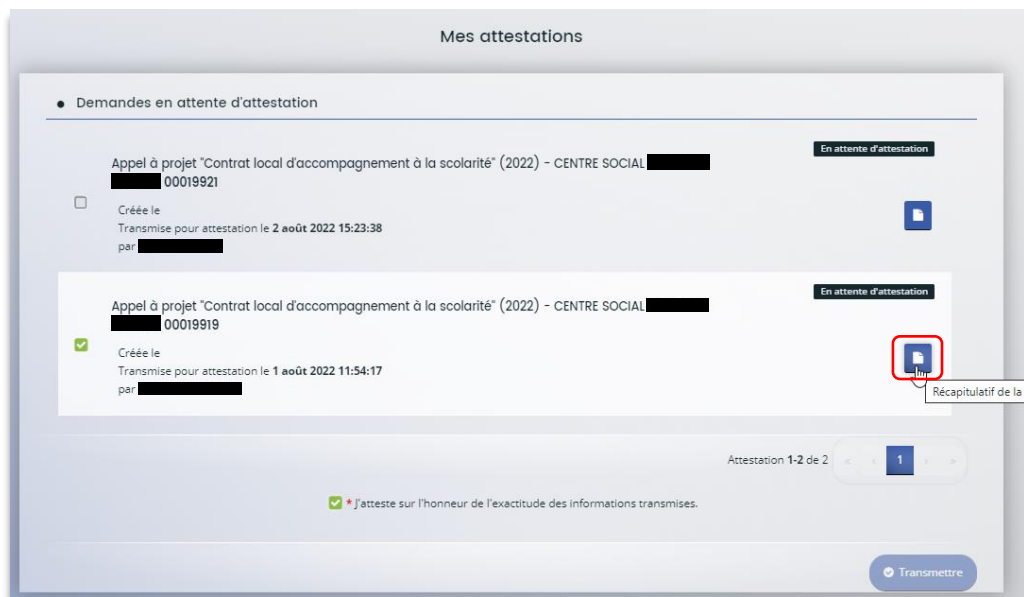 Mes attestations
Demandes en attente d'attestation
En attente d'attestation
Appel à projet "Contrat local d'accompagnement à la scolarité" (2022) - CENTRE SOCIAL
00019921
Créée le
Transmise pour attestation le 2 août 2022 15:23:38
par
En attente d'attestation
Appel à projet "Contrat local d'accompagnement à la scolarité" (2022) - CENTRE SOCIAL
00019919
Créée le
Transmise pour attestation le 1 août 2022 11:54:17
par
Récapitulatif de la
Attestation 1-2 de 2 « ‹ 1 › »
* J'atteste sur l'honneur de l'exactitude des informations transmises.
Transmettre